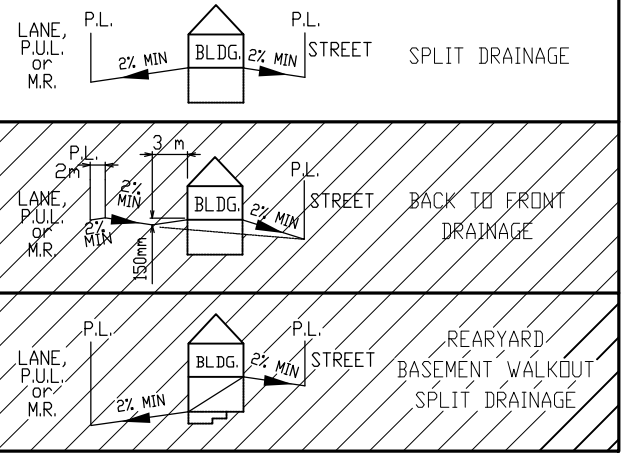 P.L.
P.L.
LANE,
P.U.L.
or
M.R.
2% MIN
BLDG.
2% MIN
STREET
SPLIT DRAINAGE
3 m
P.L.
2m
P.L.
LANE,
P.U.L.
or
M.R.
2%
MIN
2%
MIN
150mm
BLDG.
2% MIN
STREET
BACK TO FRONT
DRAINAGE
P.L.
P.L.
LANE,
P.U.L.
or
M.R.
2% MIN
BLDG.
2% MIN
STREET
REARYARD
BASEMENT WALKOUT
SPLIT DRAINAGE